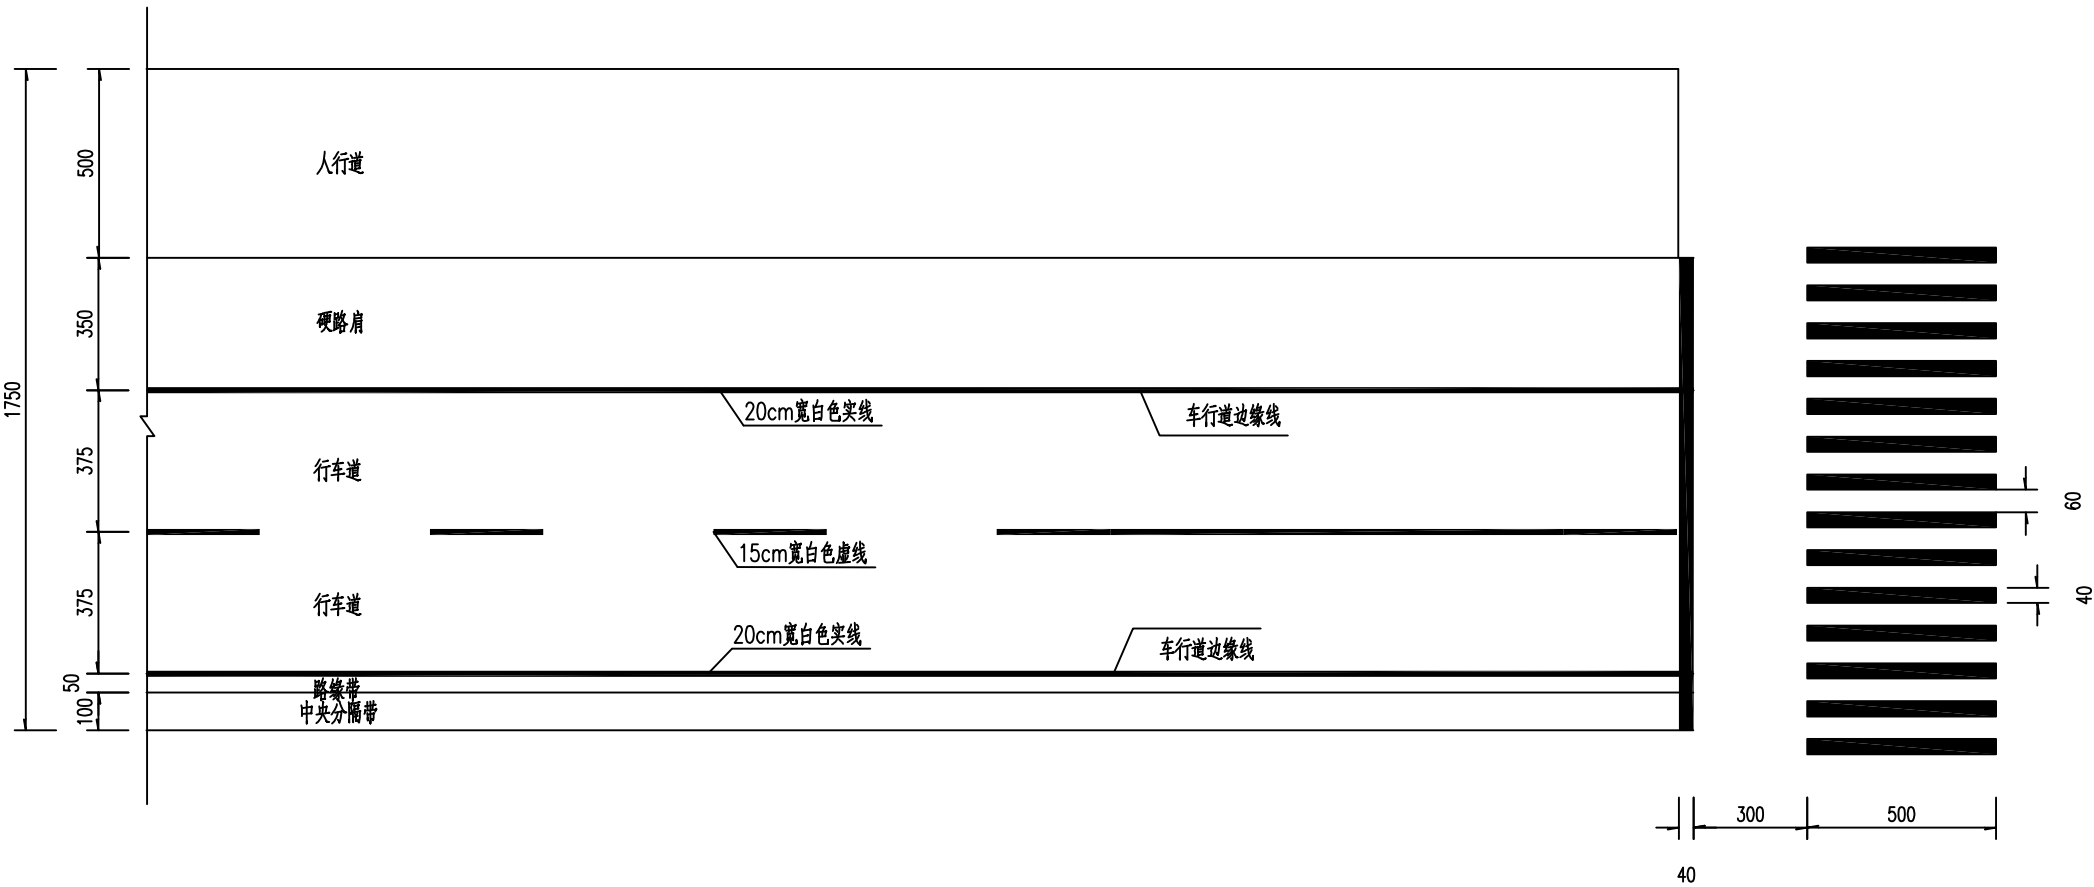 500
人行道
350
硬路肩
1750
20cm宽白色实线
车行道边缘线
375
行车道
60
15cm宽白色虚线
375
行车道
40
20cm宽白色实线
车行道边缘线
50
路缘带
100
中央分隔带
300
500
40